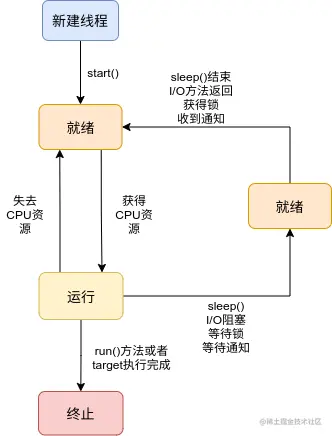 新建线程
start()
sleep()结束
I/O方法返回
获得锁
收到通知
就绪
失去
CPU资
源
获得
CPU资
源
就绪
运行
sleep()
I/O阻塞
等待锁
等待通知
run()方法或者
target执行完成
终止
@稀土掘金技术社区